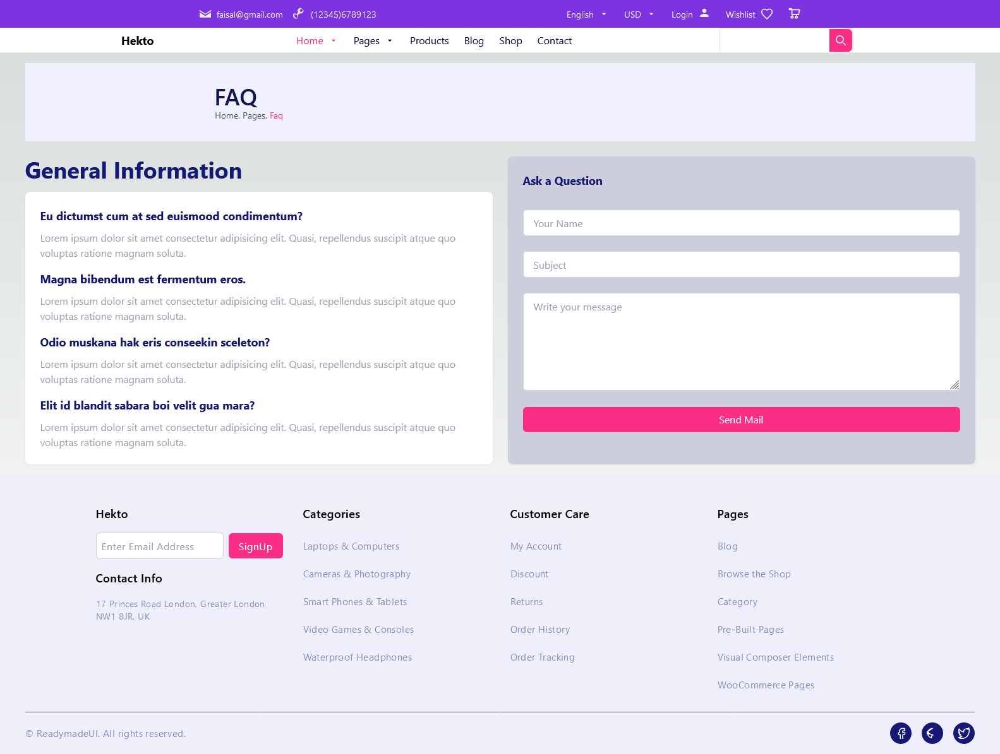 faisal@gmail.com (12345)6789123 English USD Login Wishlist
Hekto Home Pages Products Blog Shop Contact
FAQ
Home. Pages. Faq
General Information
Eu dictumst cum at sed euismood condimentum?
Lorem ipsum dolor sit amet consectetur adipisicing elit. Quasi, repellendus suscipit atque quo
voluptas ratione magnam soluta.
Magna bibendum est fermentum eros.
Lorem ipsum dolor sit amet consectetur adipisicing elit. Quasi, repellendus suscipit atque quo
voluptas ratione magnam soluta.
Odio muskana hak eris conseekin sceleton?
Lorem ipsum dolor sit amet consectetur adipisicing elit. Quasi, repellendus suscipit atque quo
voluptas ratione magnam soluta.
Elit id blandit sabara boi velit gua mara?
Lorem ipsum dolor sit amet consectetur adipisicing elit. Quasi, repellendus suscipit atque quo
voluptas ratione magnam soluta.
Ask a Question
Your Name
Subject
Write your message
Send Mail
Hekto
Enter Email Address SignUp
Contact Info
17 Princes Road London, Greater London
NW1 8JR, UK
Categories
Laptops & Computers
Cameras & Photography
Smart Phones & Tablets
Video Games & Consoles
Waterproof Headphones
Customer Care
My Account
Discount
Returns
Order History
Order Tracking
Pages
Blog
Browse the Shop
Category
Pre-Built Pages
Visual Composer Elements
WooCommerce Pages
© ReadymadeUI. All rights reserved.